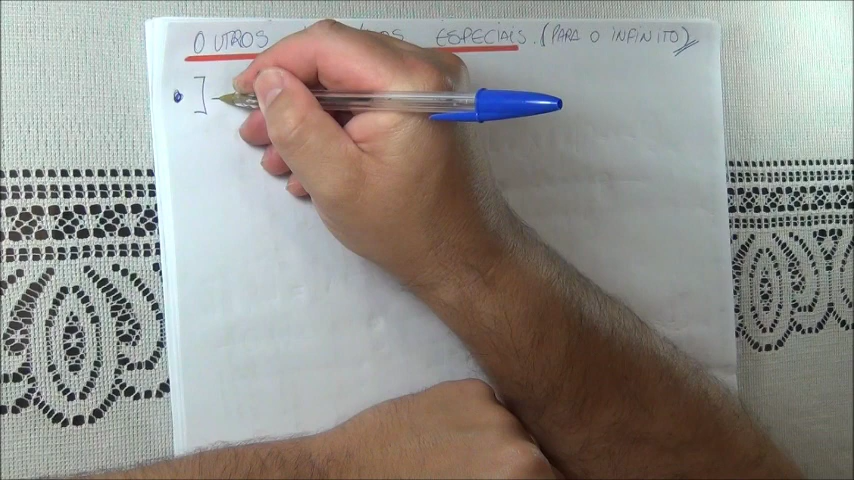 OUTROS ESPECIAIS. (PARA O INFINITO)
• ]-